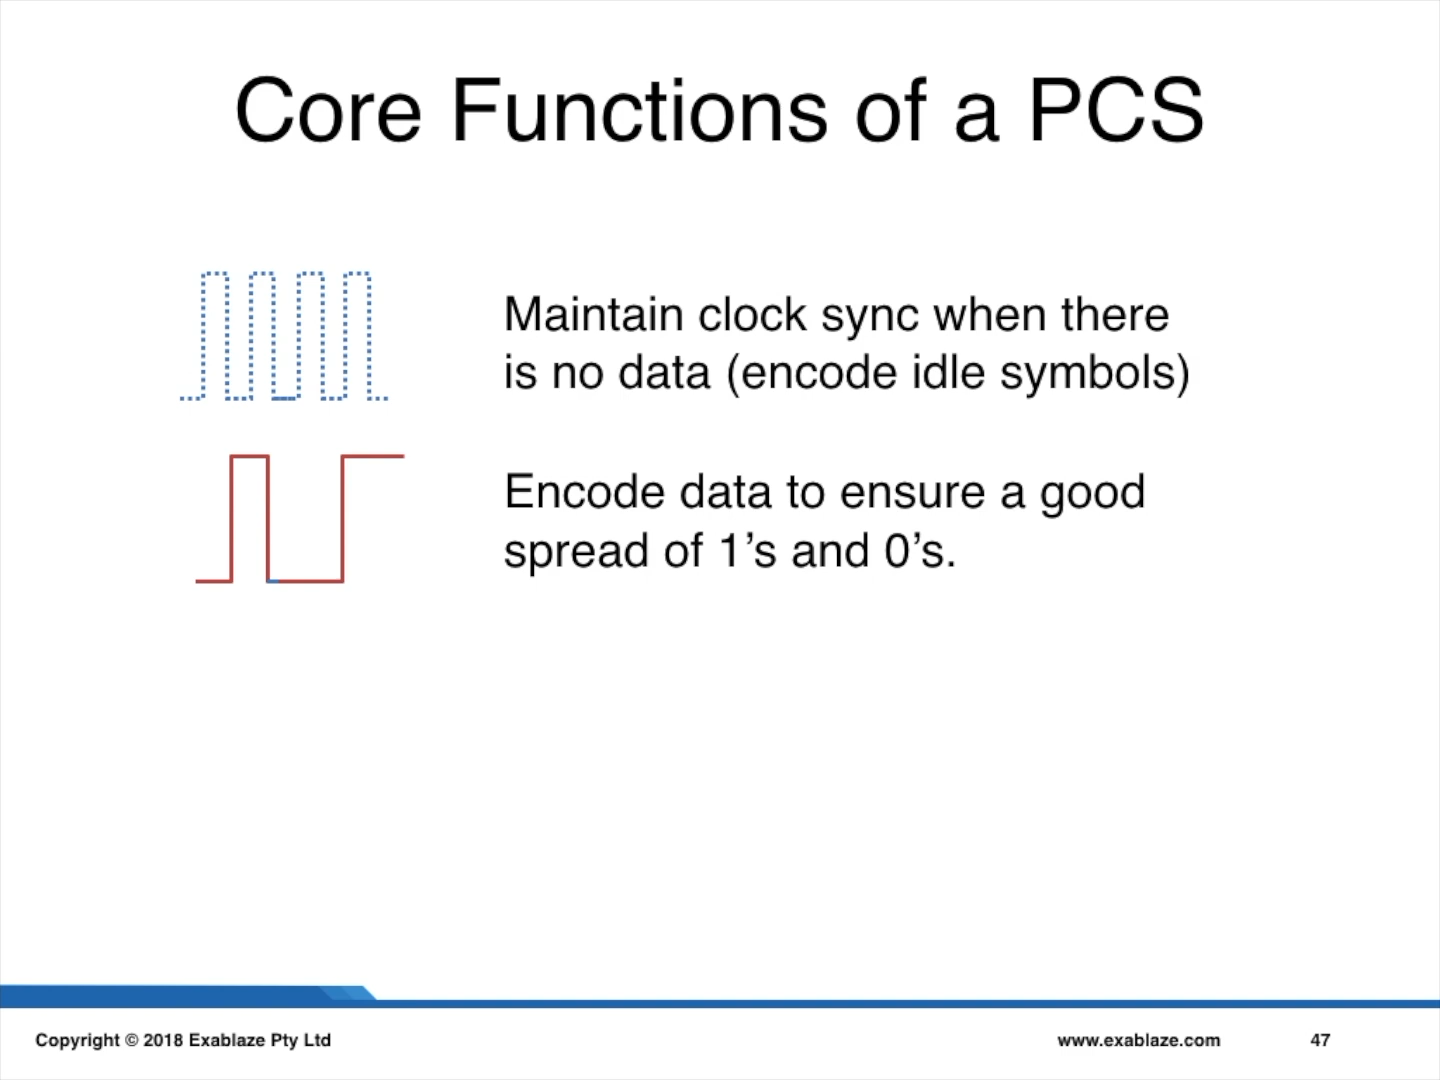 Core Functions of a PCS
Maintain clock sync when there
is no data (encode idle symbols)
Encode data to ensure a good
spread of 1’s and 0’s.
Copyright © 2018 Exablaze Pty Ltd
www.exablaze.com
47